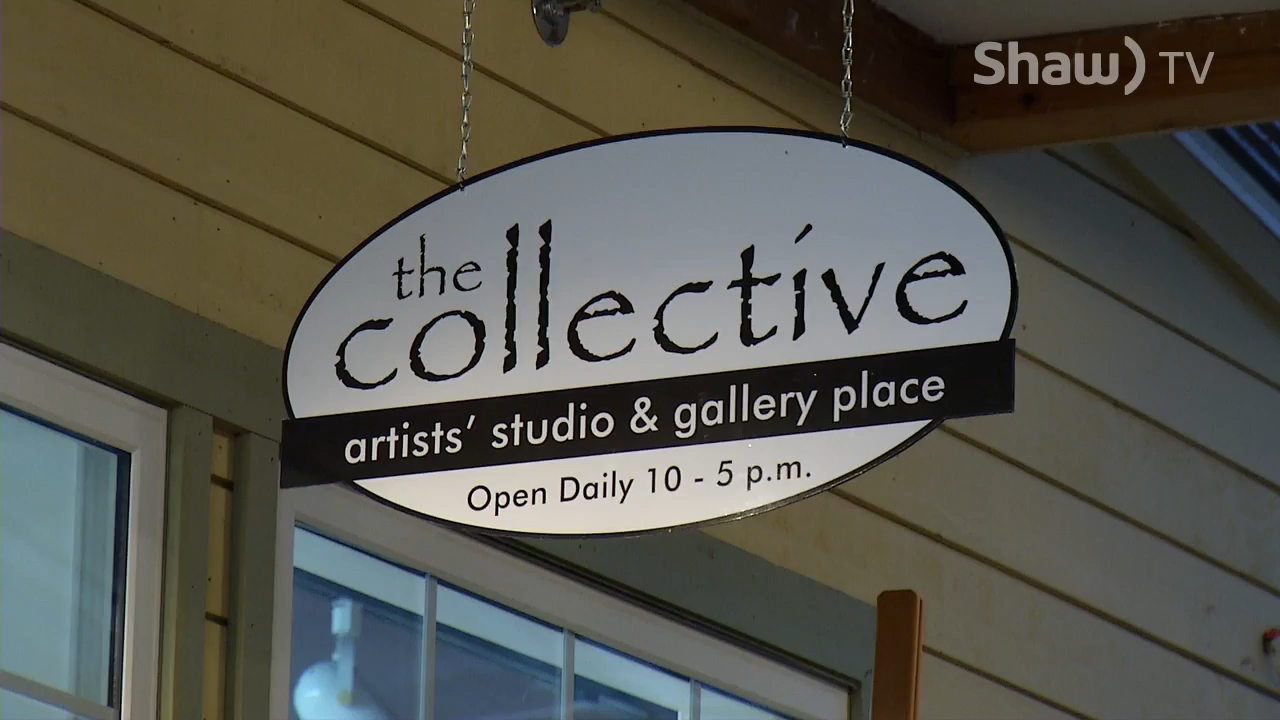 Shaw) TV
the
collective
artists' studio & gallery place
Open Daily 10 - 5 p.m.